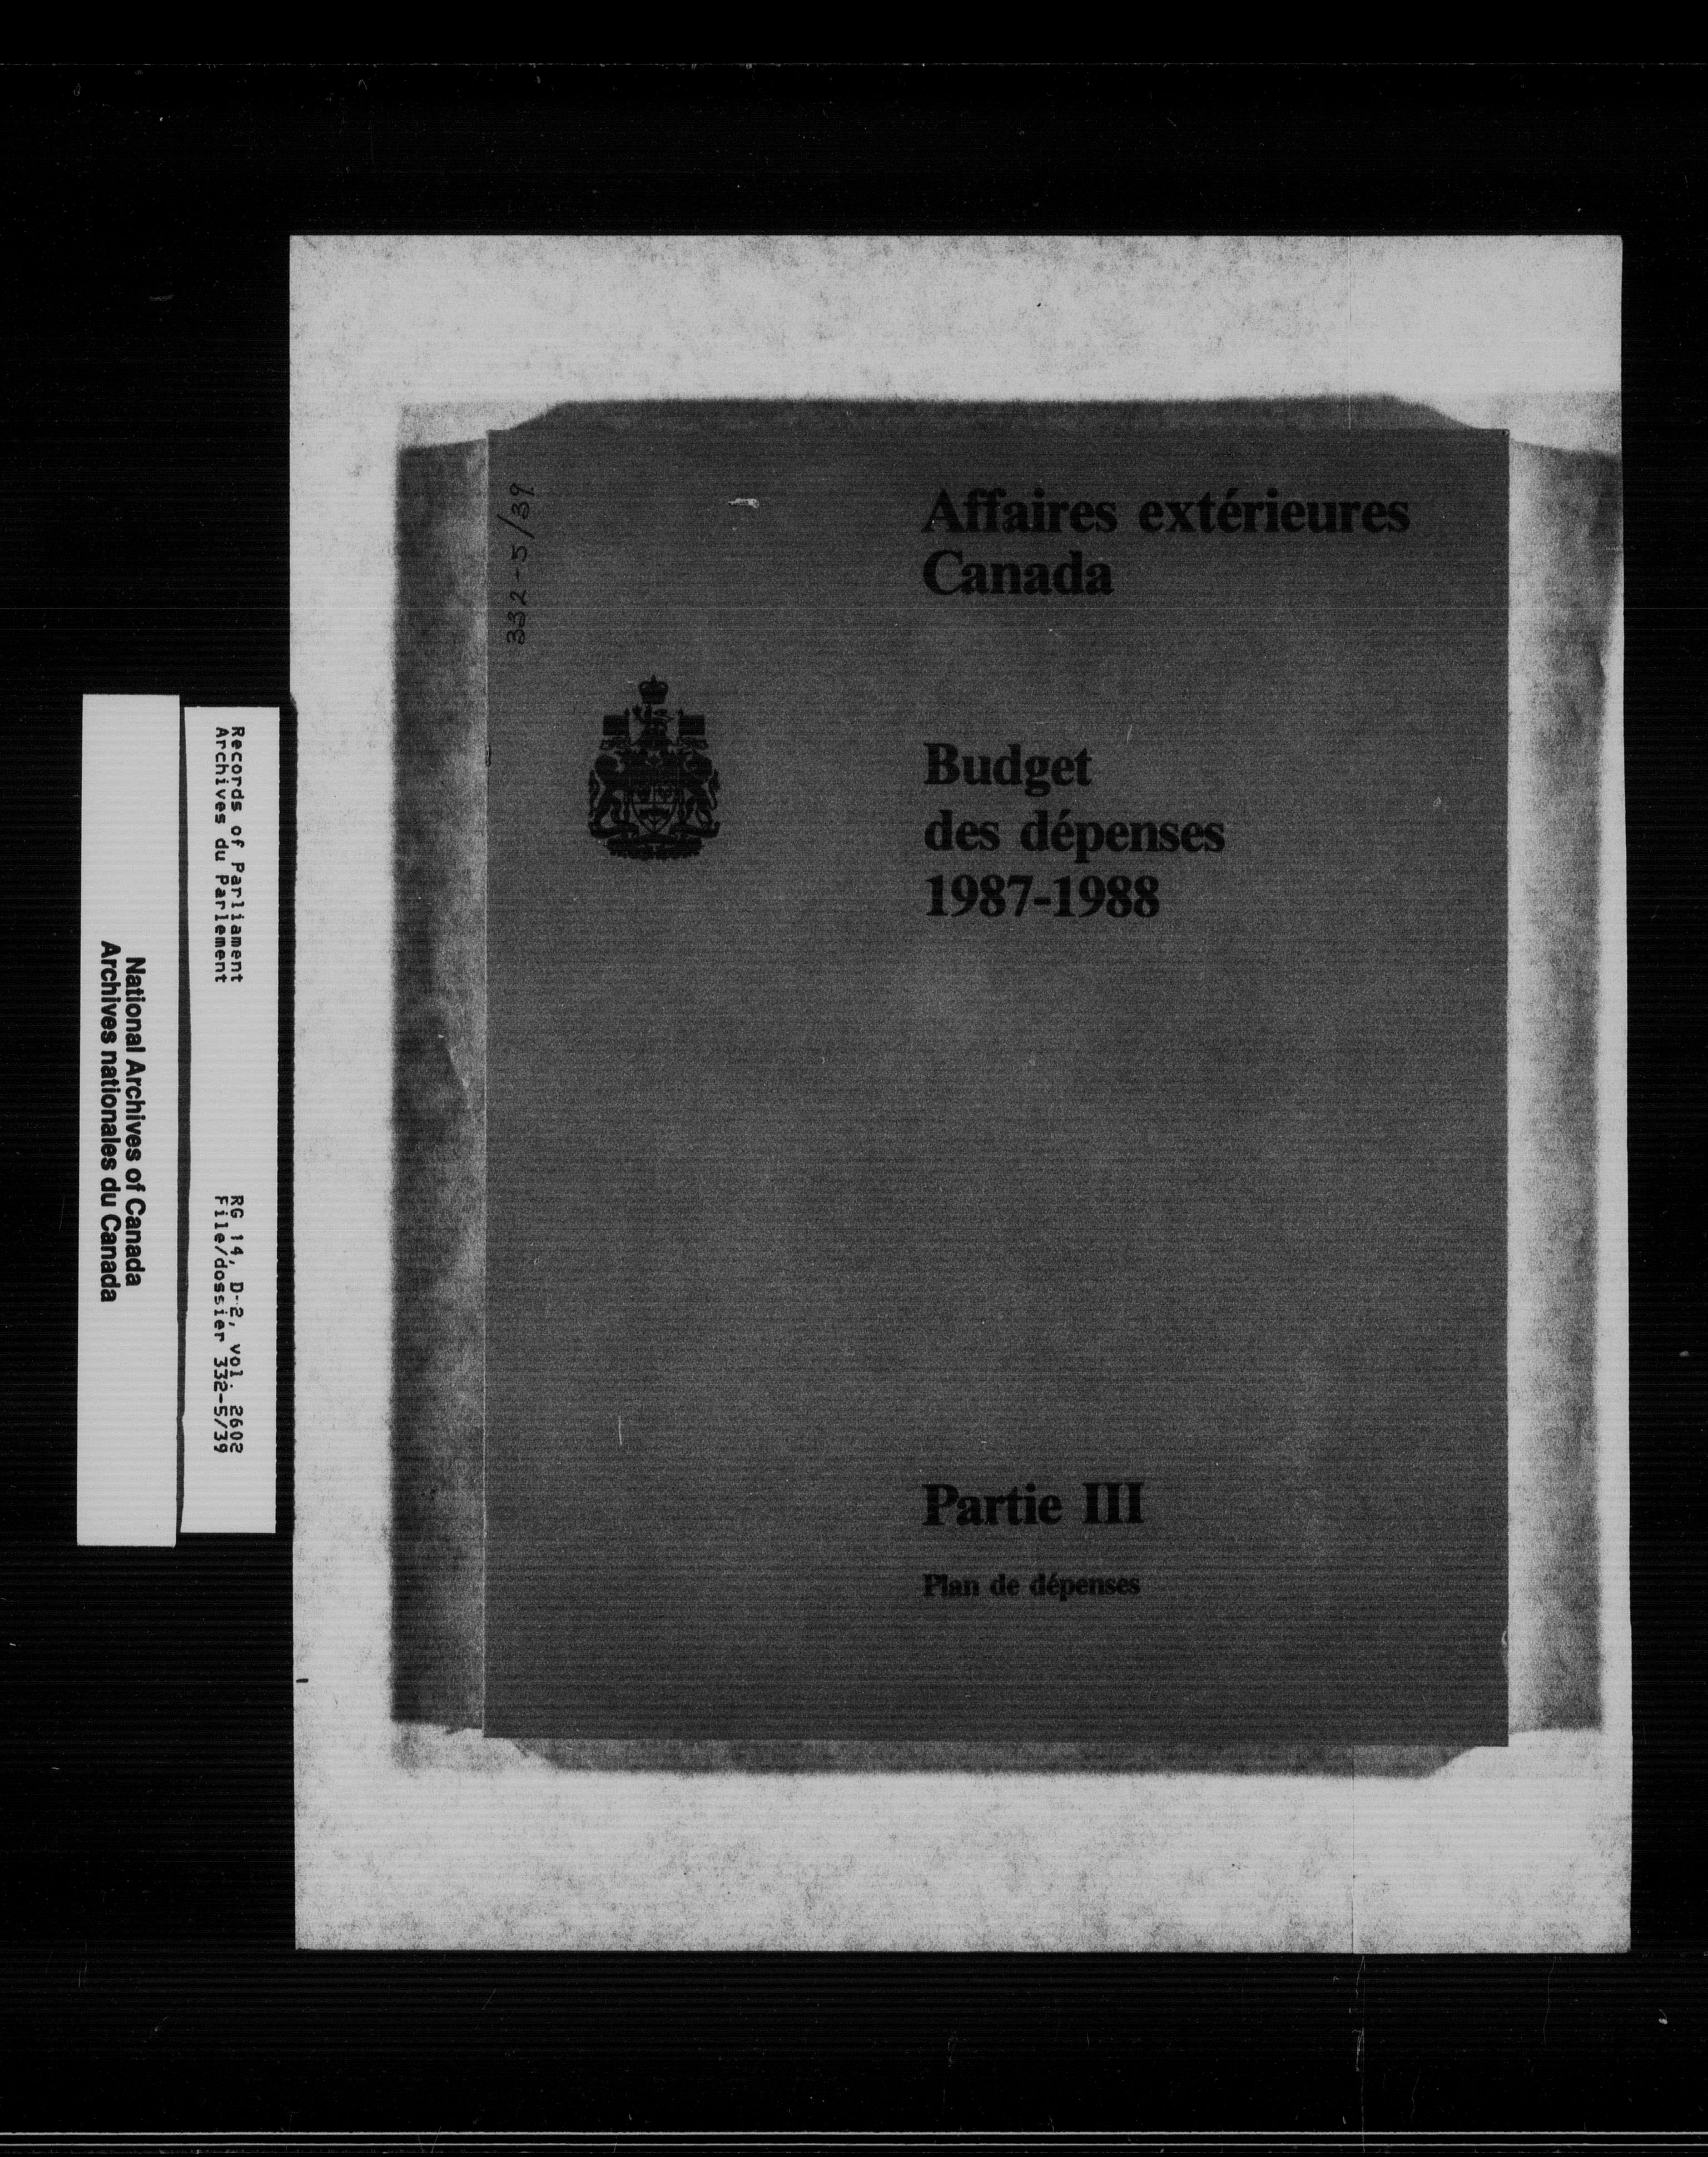 332-5/39
Affaires extérieures
Canada
Budget
des dépenses
1987-1988
Partie III
Plan de dépenses
Records of Parliament
Archives du Parlement
RG 14, D-2, vol. 2602
File/dossier 332-5/39
National Archives of Canada
Archives nationales du Canada